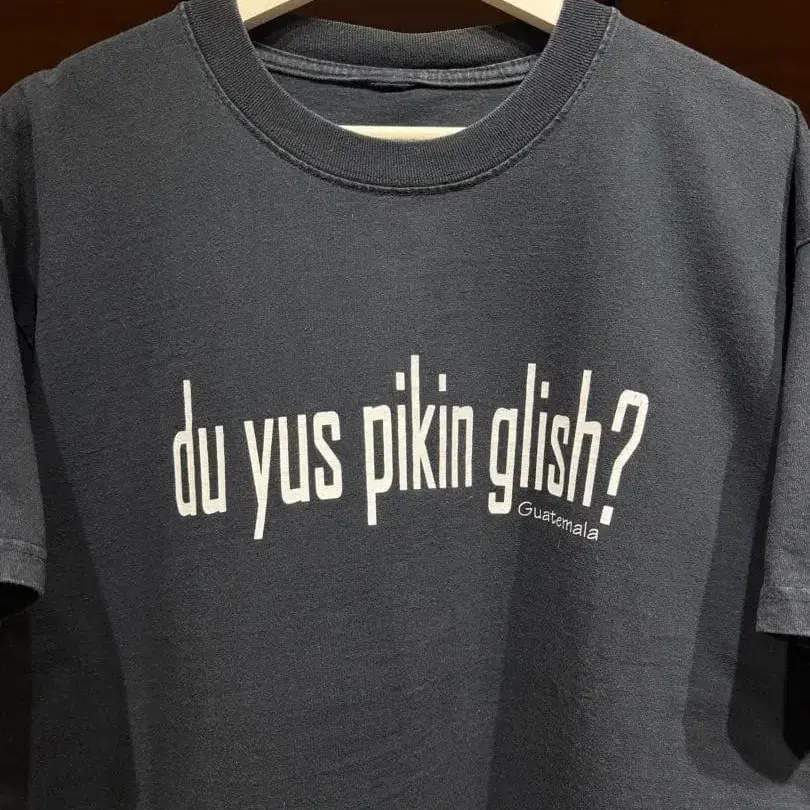 du yus pikin glish?
Guatemala